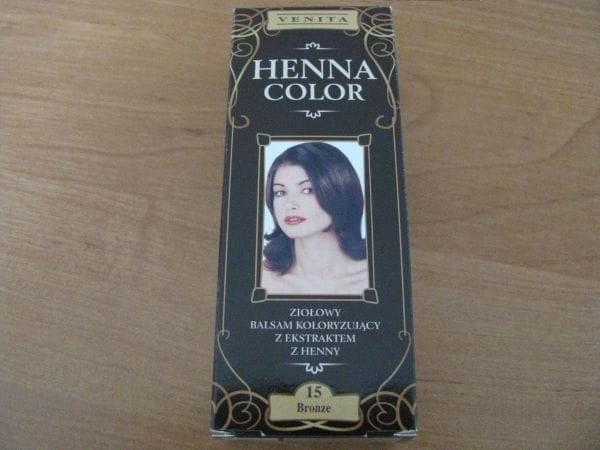 VENITA
HENNA
COLOR
ZIOŁOWY
BALSAM KOLORYZUJĄCY
Z EKSTRAKTEM
Z HENNY
15
Bronze